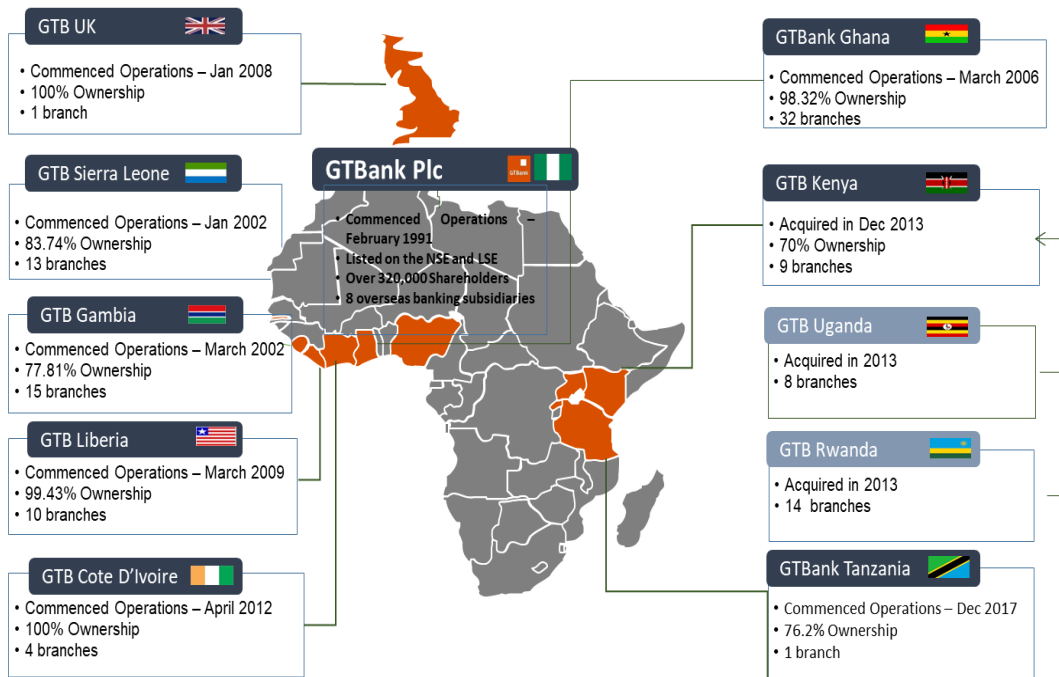 GTB UK
• Commenced Operations – Jan 2008
• 100% Ownership
• 1 branch
GTB Sierra Leone
• Commenced Operations – Jan 2002
• 83.74% Ownership
• 13 branches
GTB Gambia
• Commenced Operations – March 2002
• 77.81% Ownership
• 15 branches
GTB Liberia
• Commenced Operations – March 2009
• 99.43% Ownership
• 10 branches
GTB Cote D’Ivoire
• Commenced Operations – April 2012
• 100% Ownership
• 4 branches
GTBank Plc
GTBank
• Commenced Operations –
February 1991
• Listed on the NSE and LSE
• Over 320,000 Shareholders
• 8 overseas banking subsidiaries
GTBank Ghana
• Commenced Operations – March 2006
• 98.32% Ownership
• 32 branches
GTB Kenya
• Acquired in Dec 2013
• 70% Ownership
• 9 branches
GTB Uganda
• Acquired in 2013
• 8 branches
GTB Rwanda
• Acquired in 2013
• 14 branches
GTBank Tanzania
• Commenced Operations – Dec 2017
• 76.2% Ownership
• 1 branch